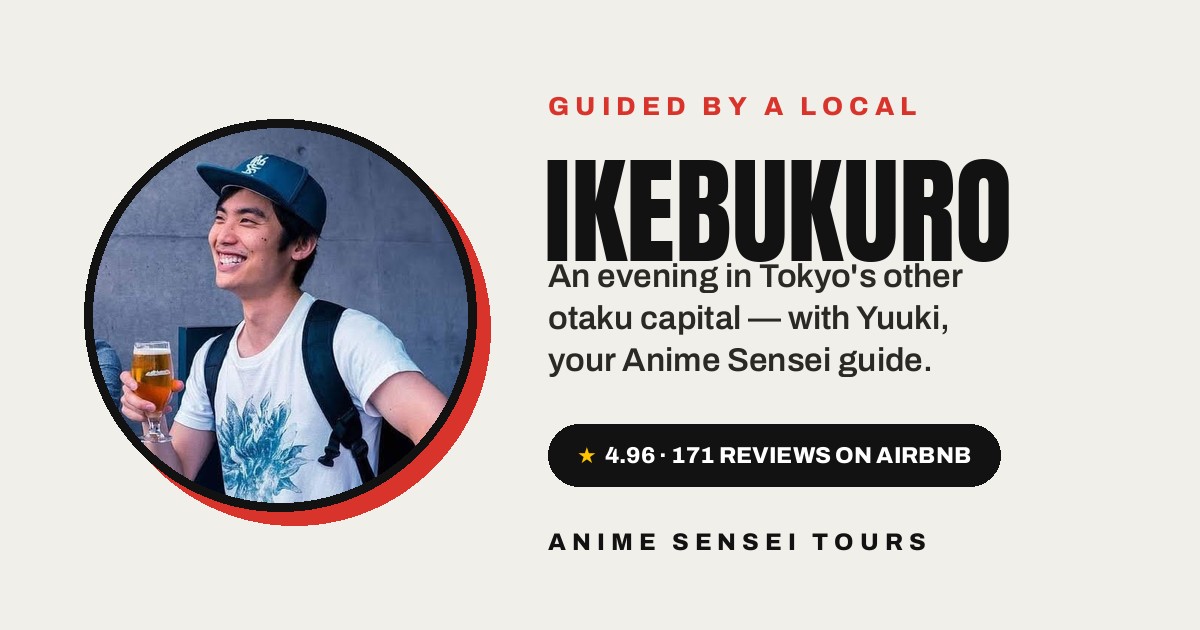 GUIDED BY A LOCAL
IKEBUKURO
An evening in Tokyo's other
otaku capital — with Yuuki,
your Anime Sensei guide.
★ 4.96 · 171 REVIEWS ON AIRBNB
ANIME SENSEI TOURS